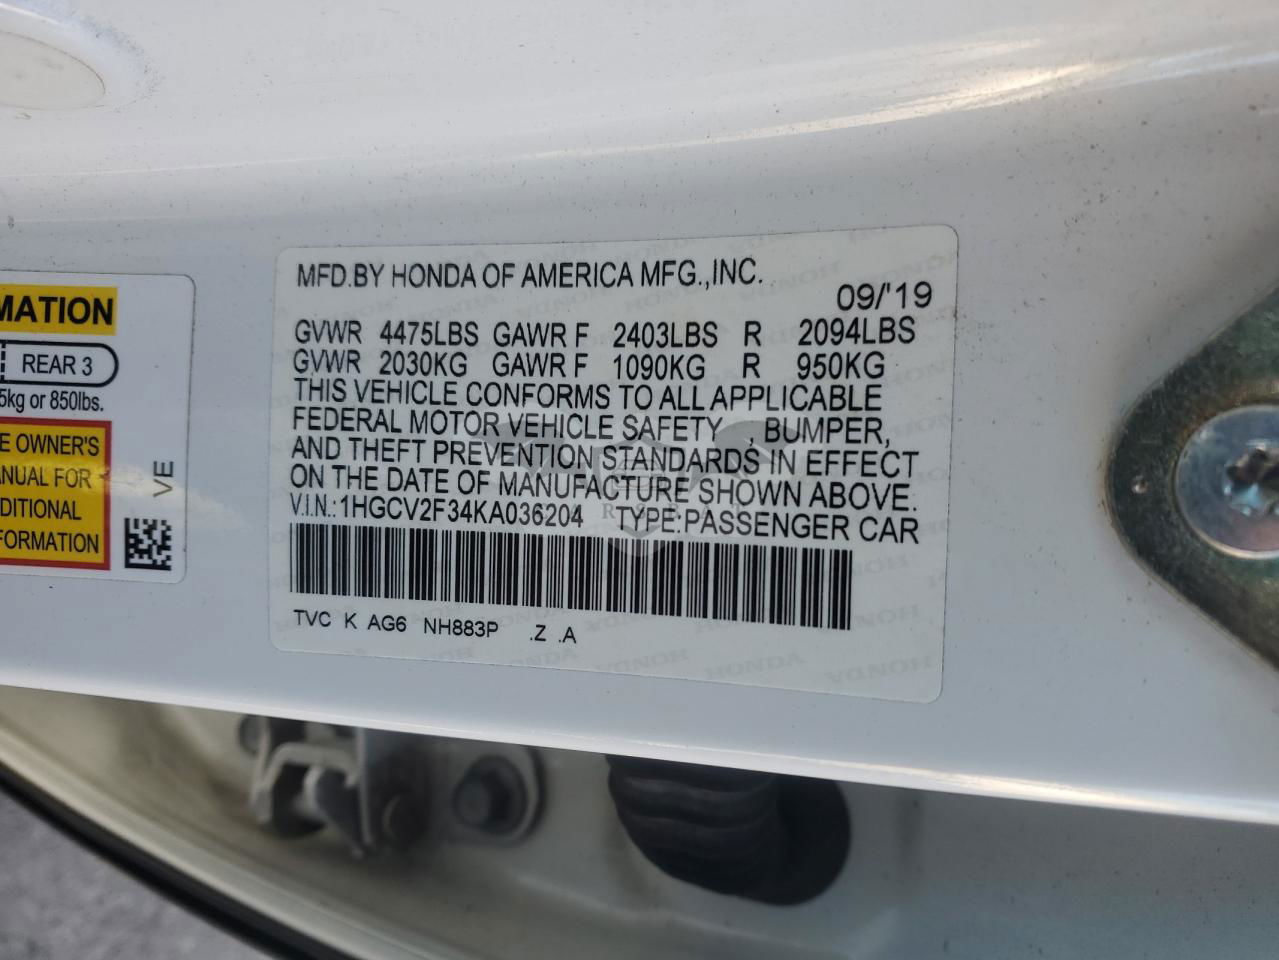 MATION
REAR 3
5kg or 850lbs.
E OWNER'S
ANUAL FOR
DITIONAL
FORMATION
VE
MFD.BY HONDA OF AMERICA MFG.,INC.
09/'19
GVWR 4475LBS GAWR F 2403LBS R 2094LBS
GVWR 2030KG GAWR F 1090KG R 950KG
THIS VEHICLE CONFORMS TO ALL APPLICABLE
FEDERAL MOTOR VEHICLE SAFETY , BUMPER,
AND THEFT PREVENTION STANDARDS IN EFFECT
ON THE DATE OF MANUFACTURE SHOWN ABOVE.
V.I.N.:1HGCV2F34KA036204 TYPE:PASSENGER CAR
TVC K AG6 NH883P .Z .A